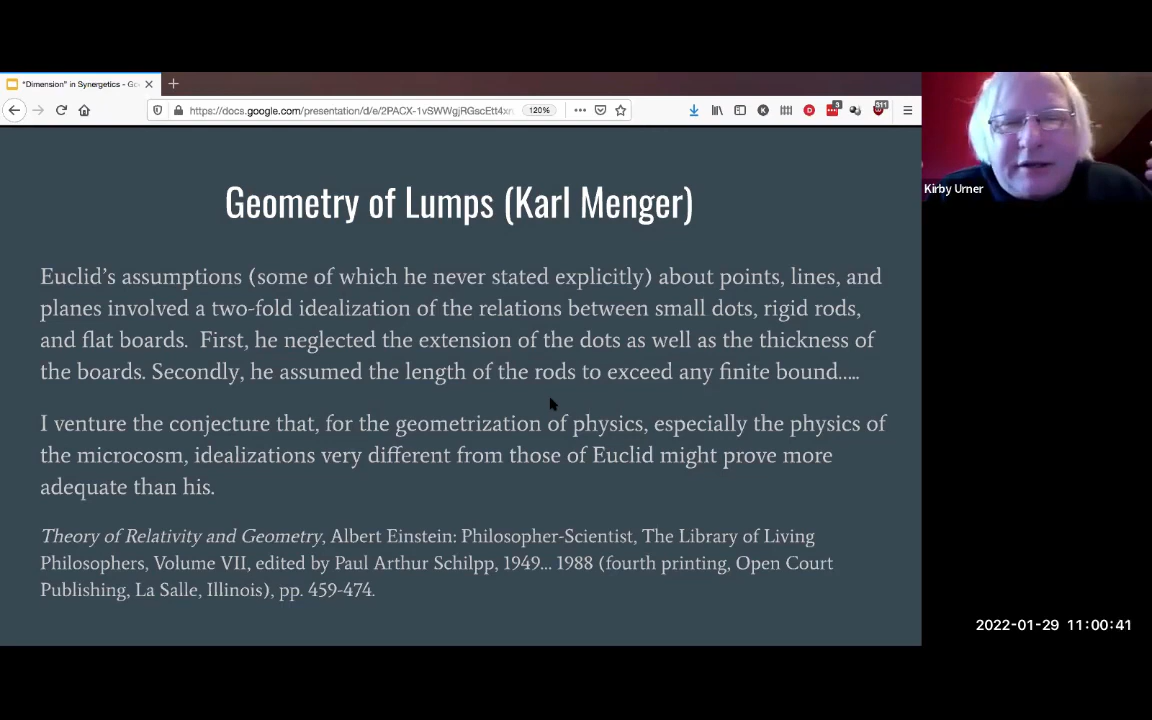 "Dimension" in Synergetics - Go
https://docs.google.com/presentation/d/e/2PACX-1vSWWgjRGscEtt4xr
120%
3
511
Geometry of Lumps (Karl Menger)
Euclid's assumptions (some of which he never stated explicitly) about points, lines, and
planes involved a two-fold idealization of the relations between small dots, rigid rods,
and flat boards.  First, he neglected the extension of the dots as well as the thickness of
the boards. Secondly, he assumed the length of the rods to exceed any finite bound.....
I venture the conjecture that, for the geometrization of physics, especially the physics of
the microcosm, idealizations very different from those of Euclid might prove more
adequate than his.
Theory of Relativity and Geometry, Albert Einstein: Philosopher-Scientist, The Library of Living
Philosophers, Volume VII, edited by Paul Arthur Schilpp, 1949... 1988 (fourth printing, Open Court
Publishing, La Salle, Illinois), pp. 459-474.
Kirby Urner
2022-01-29 11:00:41